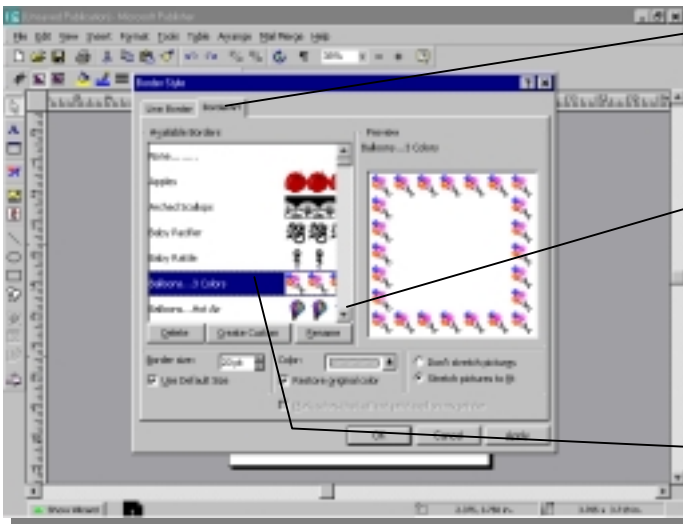 Unsaved Publication - Microsoft Publisher
File Edit View Insert Format Tools Table Arrange Mail Merge Help
Border Style
Line Border BorderArt
Available Borders
Preview
None
Balloons...3 Colors
Apples
Arched Scallops
Baby Pacifier
Baby Rattle
Balloons...3 Colors
Balloons...Hot Air
Delete Create Custom Rename
Border size: Color: Don't stretch pictures
Use Default Size Restore original color Stretch pictures to fit
OK Cancel Apply
Show Wizard